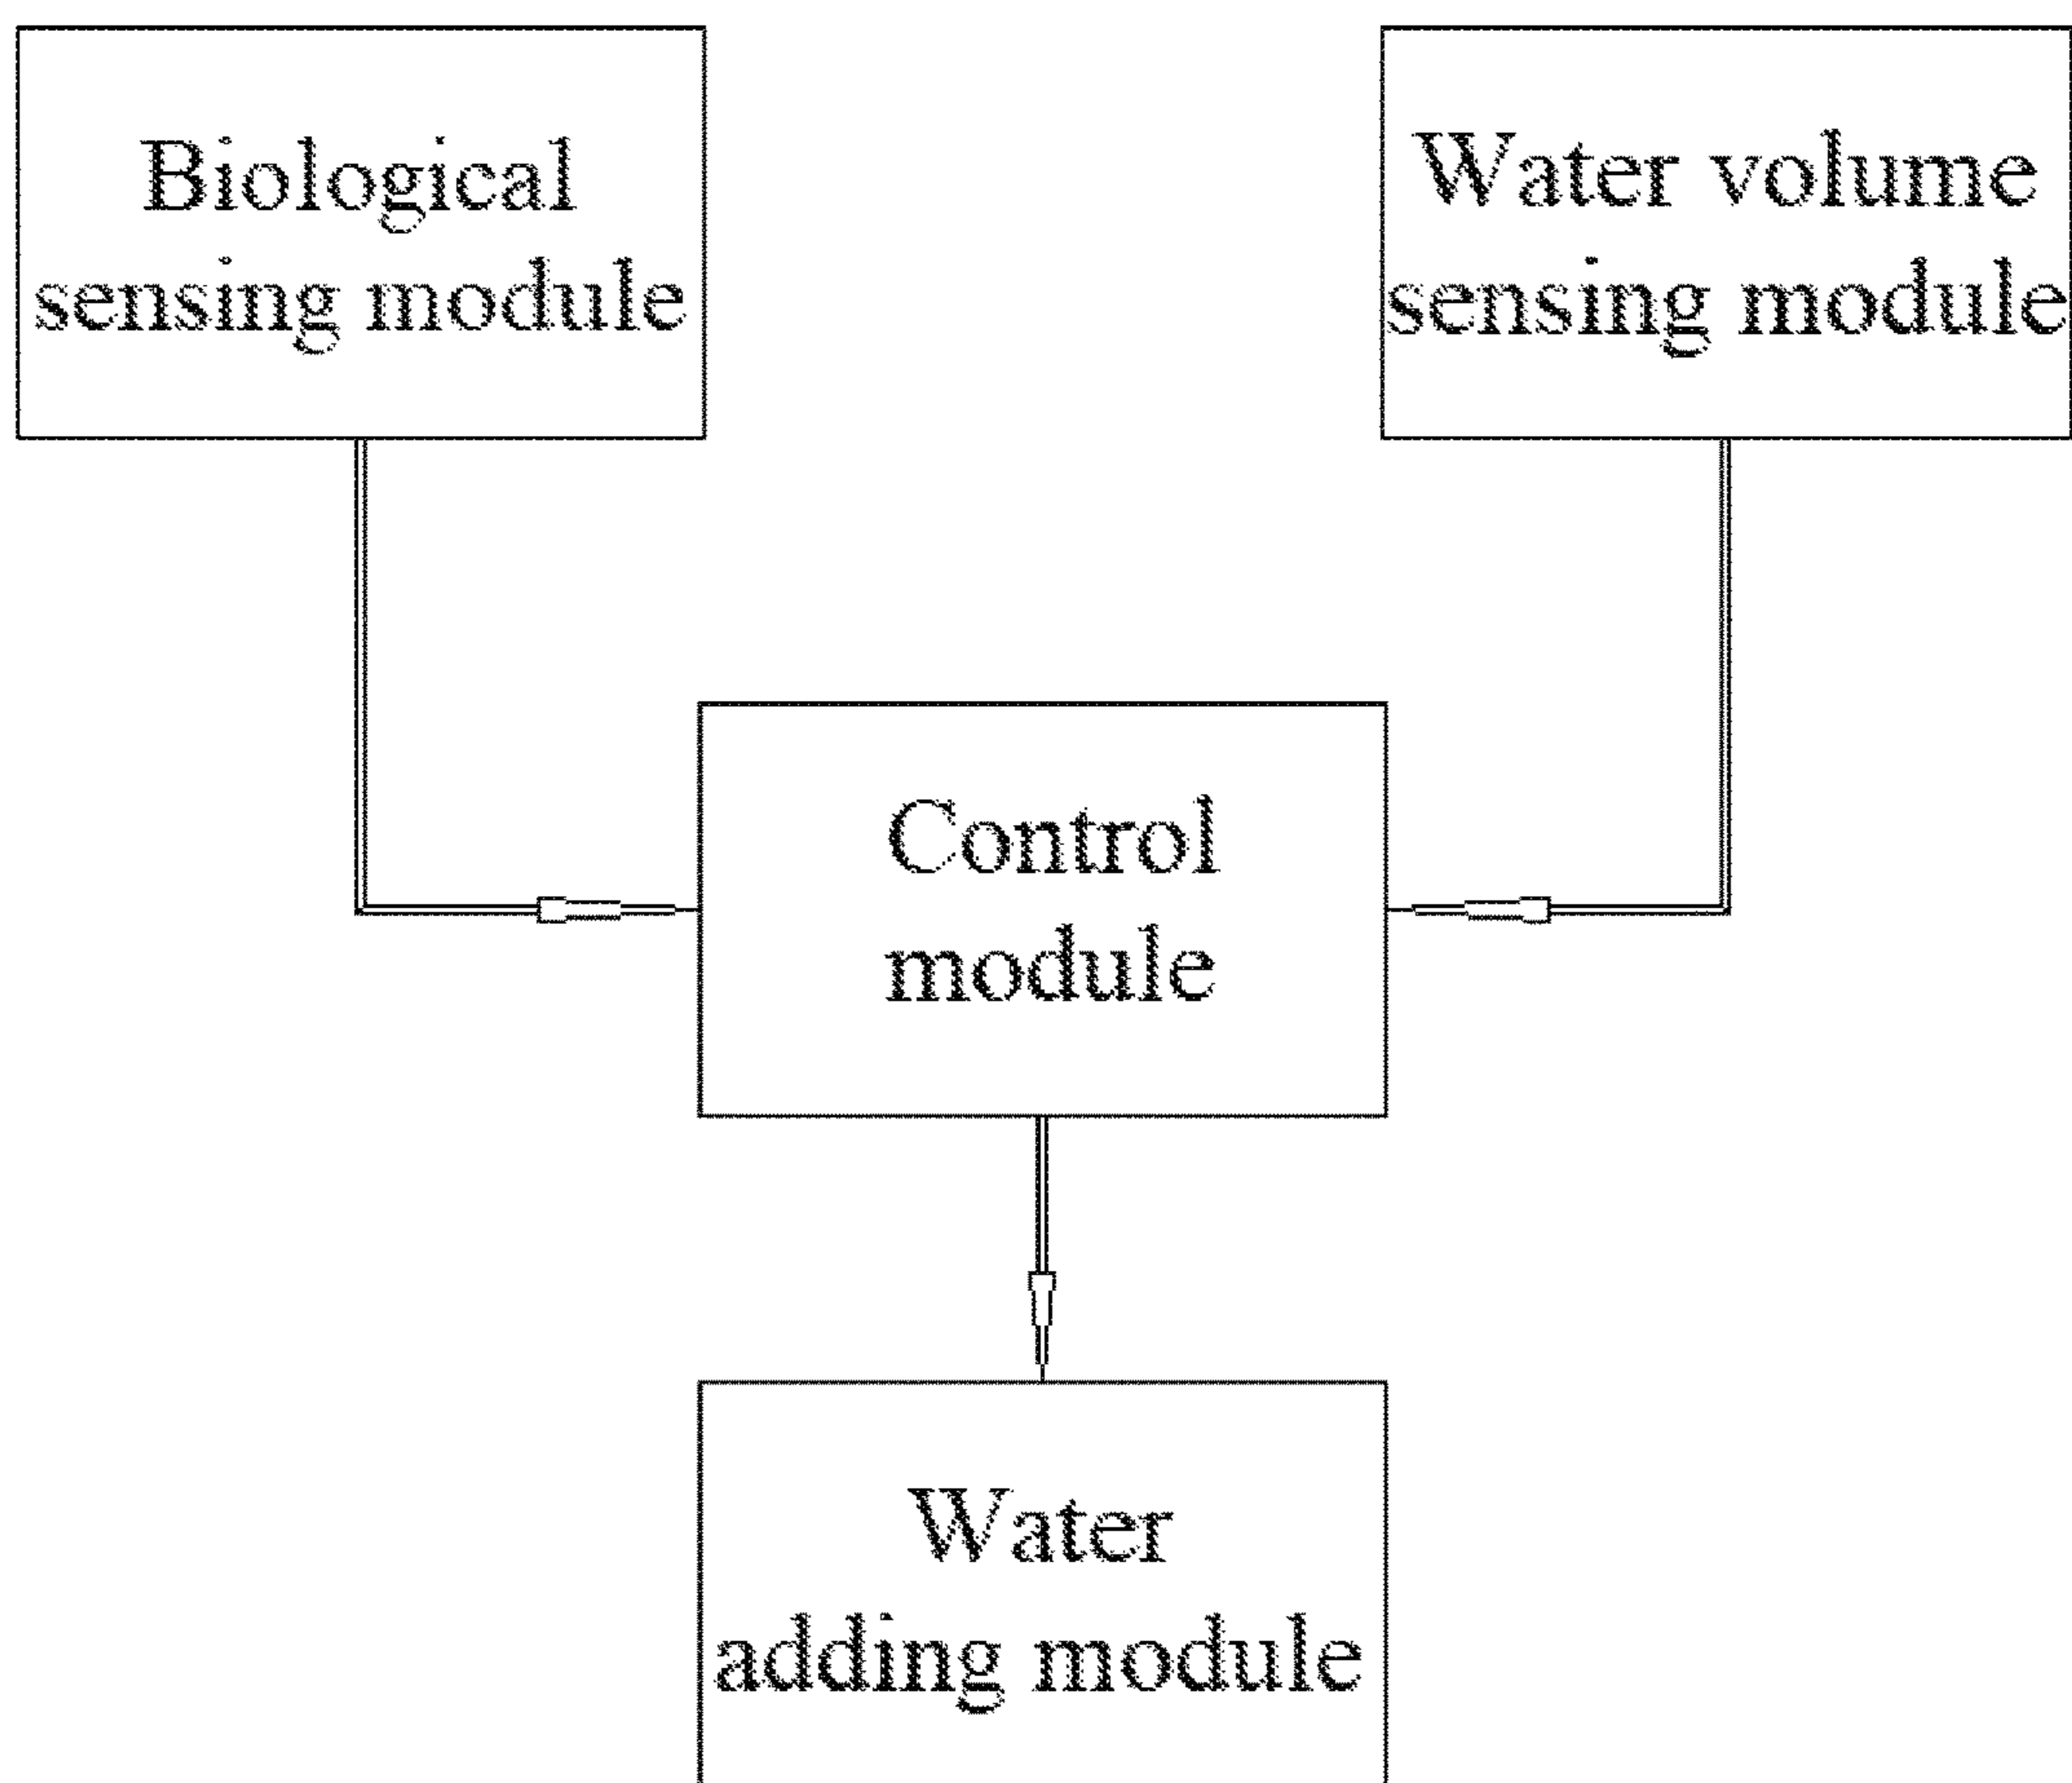 Biological
sensing module
Water volume
sensing module
Control
module
Water
adding module